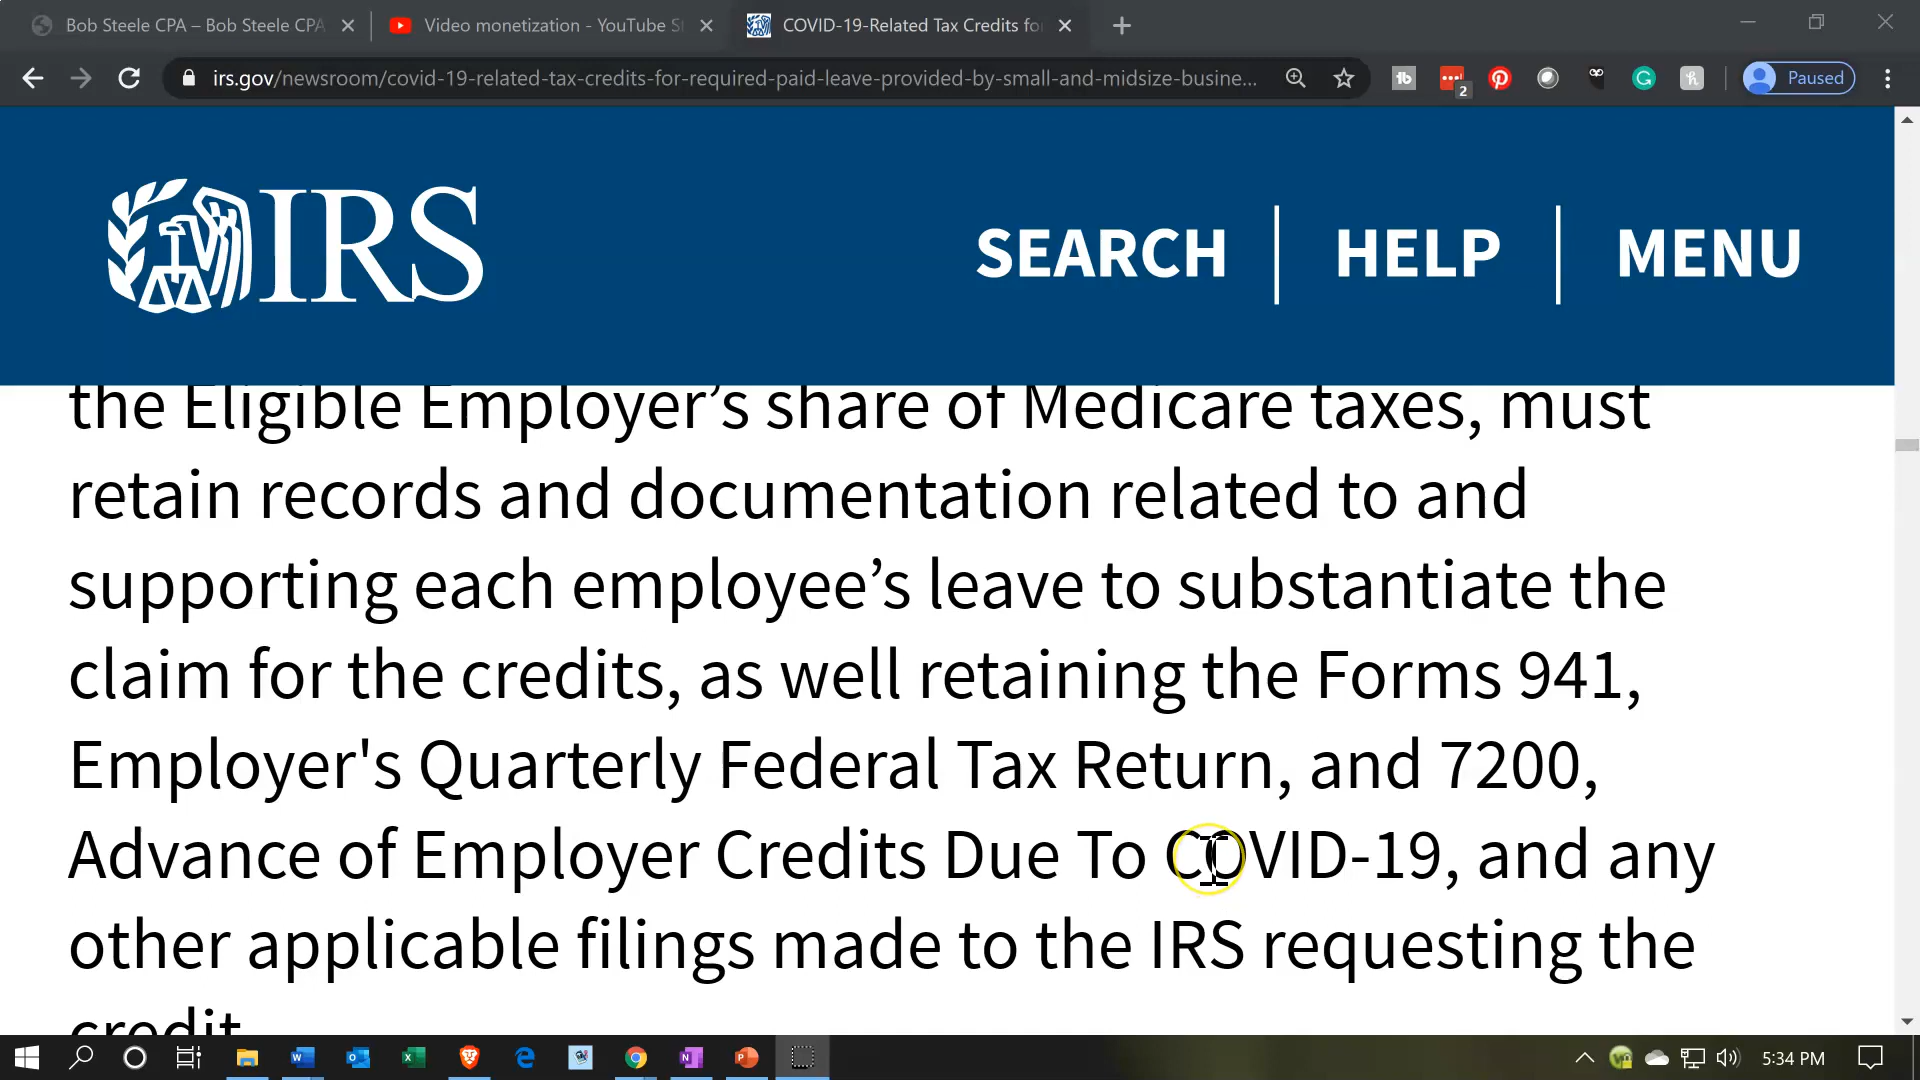 Bob Steele CPA – Bob Steele CPA
Video monetization - YouTube S
COVID-19-Related Tax Credits for
irs.gov/newsroom/covid-19-related-tax-credits-for-required-paid-leave-provided-by-small-and-midsize-busine...
tb
2
Paused
IRS
SEARCH
HELP
MENU
the Eligible Employer’s share of Medicare taxes, must
retain records and documentation related to and
supporting each employee’s leave to substantiate the
claim for the credits, as well retaining the Forms 941,
Employer's Quarterly Federal Tax Return, and 7200,
Advance of Employer Credits Due To COVID-19, and any
other applicable filings made to the IRS requesting the
credit
5:34 PM